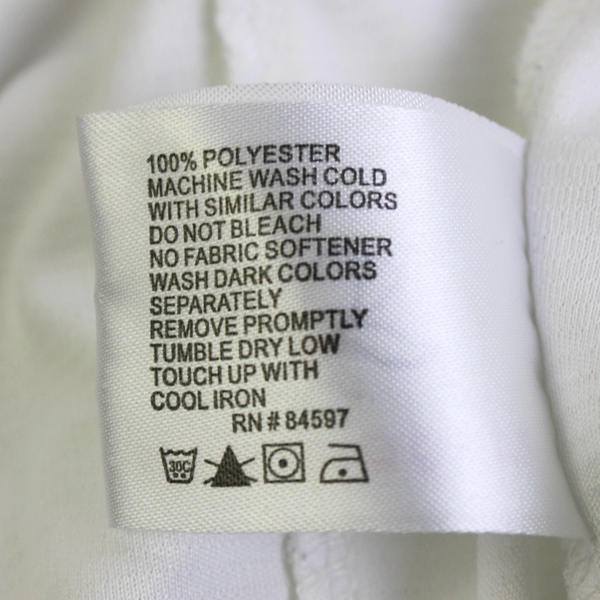 100% POLYESTER
MACHINE WASH COLD
WITH SIMILAR COLORS
DO NOT BLEACH
NO FABRIC SOFTENER
WASH DARK COLORS
SEPARATELY
REMOVE PROMPTLY
TUMBLE DRY LOW
TOUCH UP WITH
COOL IRON
RN # 84597
30C